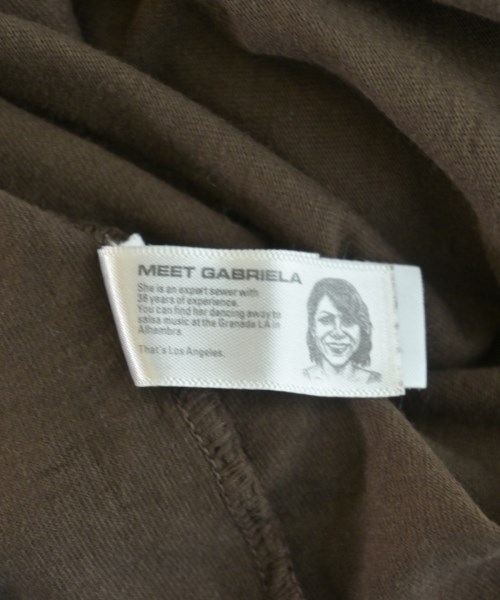 MEET GABRIELA
She is an expert sewer with
38 years of experience.
You can find her dancing away to
salsa music at the Granada LA in
Alhambra.
That's Los Angeles.